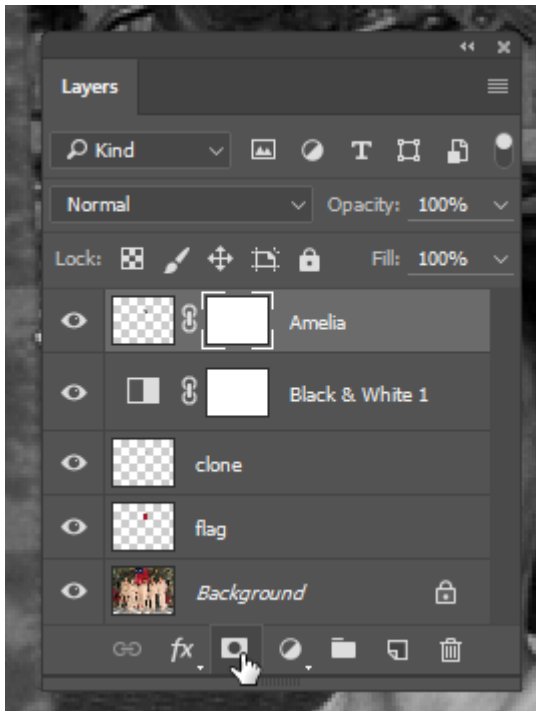 Layers
Kind
T
Normal Opacity: 100%
Lock: Fill: 100%
Amelia
Black & White 1
clone
flag
Background
fx